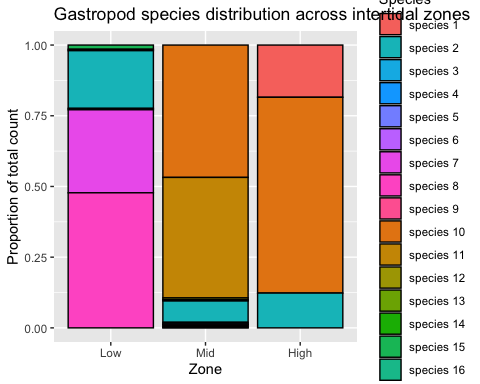 Gastropod species distribution across intertidal zones
Species
species 1
species 2
species 3
species 4
species 5
species 6
species 7
species 8
species 9
species 10
species 11
species 12
species 13
species 14
species 15
species 16
Proportion of total count
1.00
0.75
0.50
0.25
0.00
Low
Mid
High
Zone